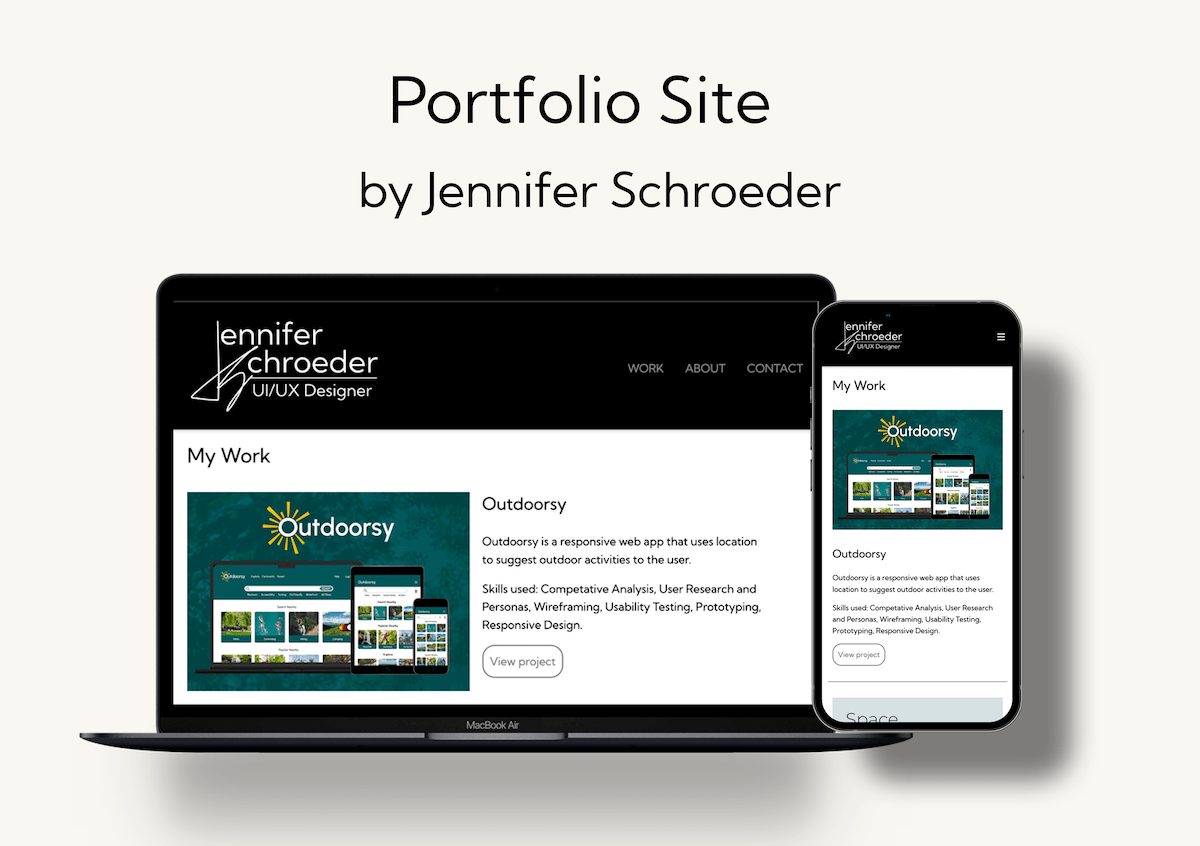 Portfolio Site
by Jennifer Schroeder
Jennifer
Schroeder
UI/UX Designer
WORK ABOUT CONTACT
My Work
Outdoorsy
Outdoorsy
Outdoorsy is a responsive web app that uses location
to suggest outdoor activities to the user.
Skills used: Competative Analysis, User Research and
Personas, Wireframing, Usability Testing, Prototyping,
Responsive Design.
View project
MacBook Air
Jennifer
Schroeder
UI/UX Designer
My Work
Outdoorsy
Outdoorsy
Outdoorsy is a responsive web app that uses
location to suggest outdoor activities to the user.
Skills used: Competative Analysis, User Research
and Personas, Wireframing, Usability Testing,
Prototyping, Responsive Design.
View project
Space